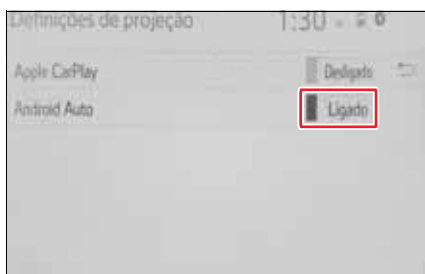 Definições de projeção 1:30
Apple CarPlay Desligado
Android Auto Ligado